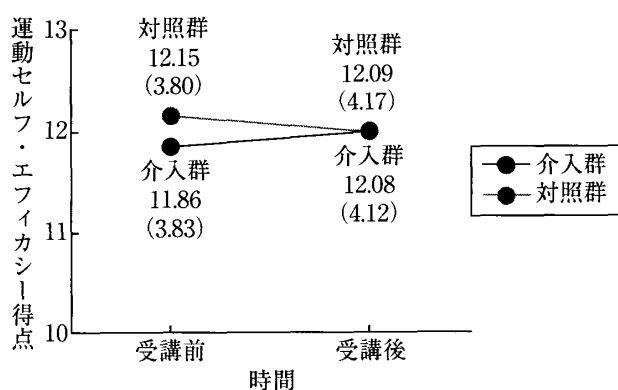 運動セルフ・エフィカシー得点
13
12
11
10
対照群
12.15
(3.80)
介入群
11.86
(3.83)
対照群
12.09
(4.17)
介入群
12.08
(4.12)
受講前
受講後
時間
介入群
対照群